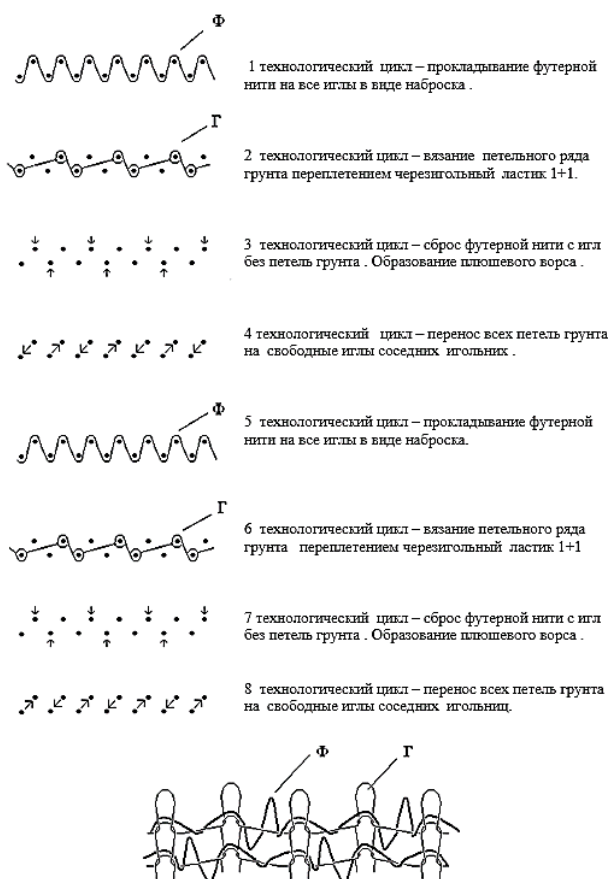 Ф
1 технологический цикл – прокладывание футерной
нити на все иглы в виде наброска .
Г
2 технологический цикл – вязание петельного ряда
грунта переплетением черезигольный ластик 1+1.
3 технологический цикл – сброс футерной нити с игл
без петель грунта . Образование плюшевого ворса .
4 технологический цикл – перенос всех петель грунта
на свободные иглы соседних игольних .
Ф
5 технологический цикл – прокладывание футерной
нити на все иглы в виде наброска.
Г
6 технологический цикл – вязание петельного ряда
грунта переплетением черезигольный ластик 1+1
7 технологический цикл – сброс футерной нити с игл
без петель грунта . Образование плюшевого ворса .
8 технологический цикл – перенос всех петель грунта
на свободные иглы соседних игольниц.
Ф Г